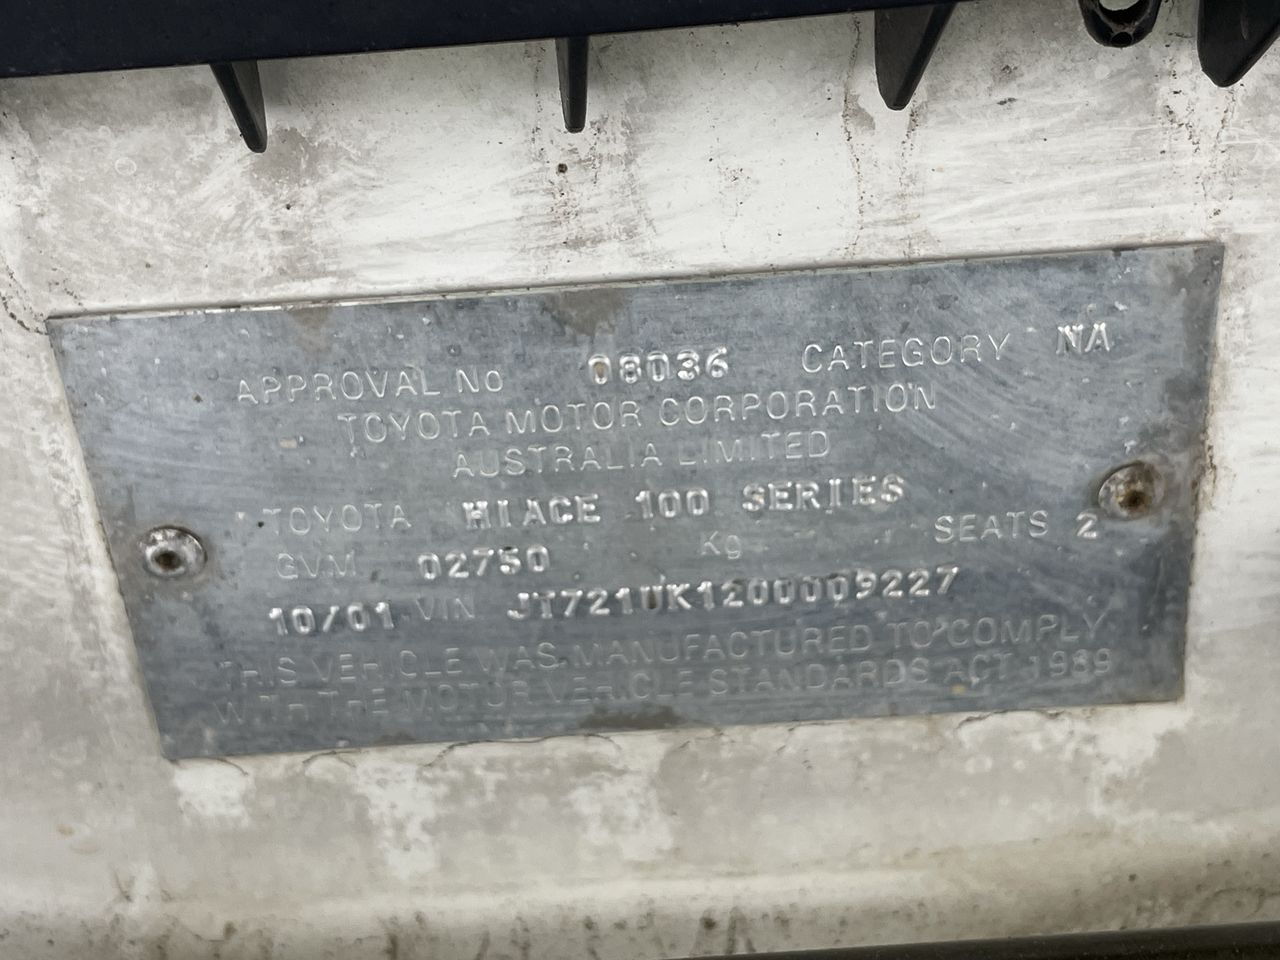 APPROVAL No 08036 CATEGORY NA
TOYOTA MOTOR CORPORATION
AUSTRALIA LIMITED
TOYOTA HIACE 100 SERIES
GVM 02750 Kg SEATS 2
10/01 VIN JT721UK1200009227
THIS VEHICLE WAS MANUFACTURED TO COMPLY
WITH THE MOTOR VEHICLE STANDARDS ACT 1989